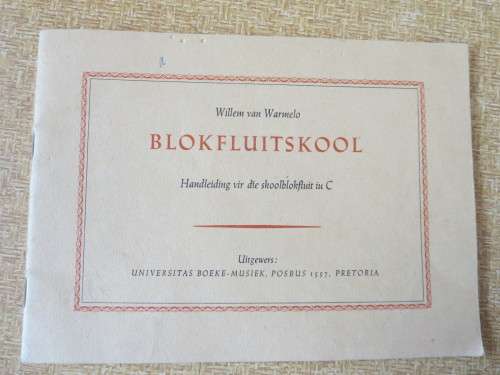 Willem van Warmelo
BLOKFLUITSKOOL
Handleiding vir die skoolblokfluit in C
Uitgewers:
UNIVERSITAS BOEKE-MUSIEK, POSBUS 1557, PRETORIA